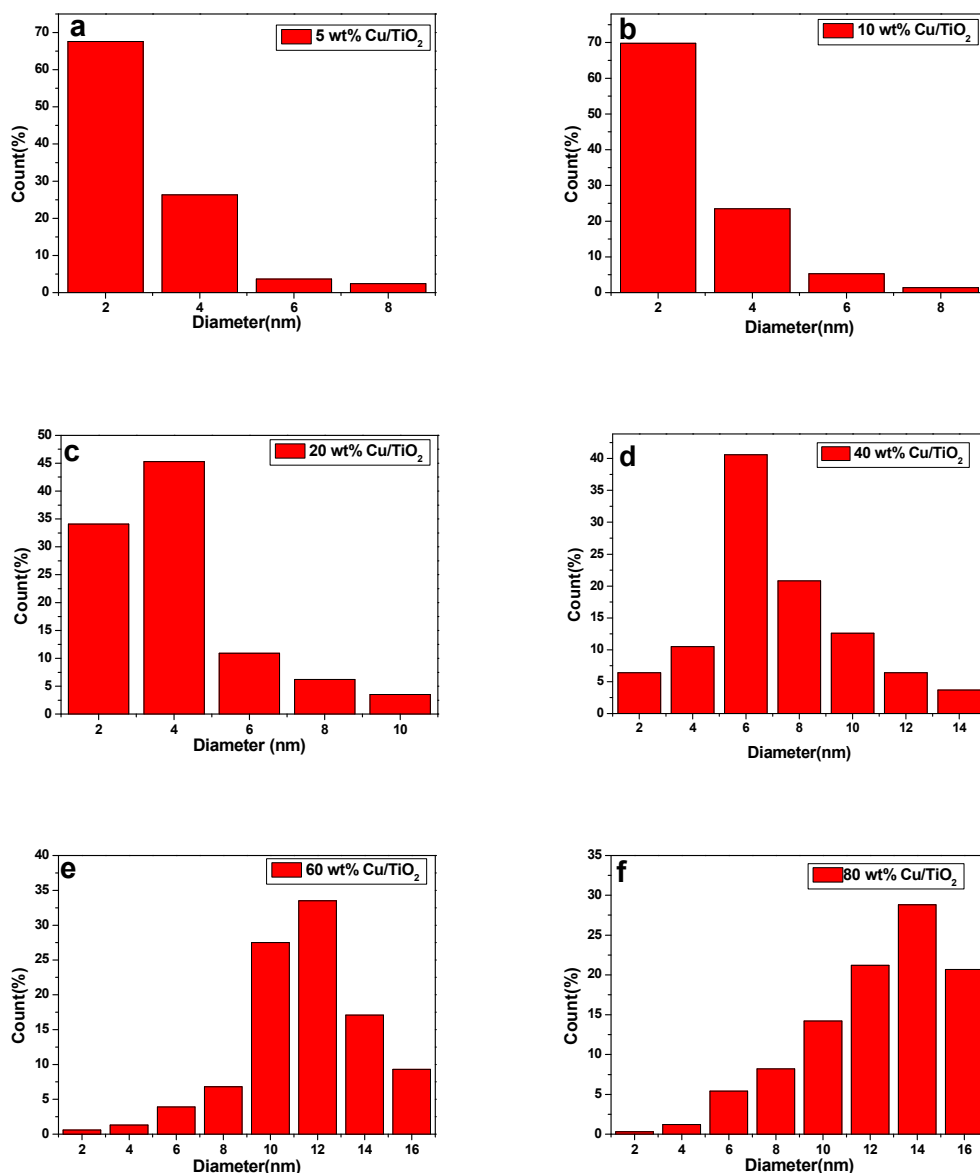 a
5 wt% Cu/TiO₂
Count(%)
70
60
50
40
30
20
10
0
2 4 6 8
Diameter(nm)
b
10 wt% Cu/TiO₂
Count(%)
70
60
50
40
30
20
10
0
2 4 6 8
Diameter(nm)
c
20 wt% Cu/TiO₂
Count(%)
50
45
40
35
30
25
20
15
10
5
0
2 4 6 8 10
Diameter (nm)
d
40 wt% Cu/TiO₂
Count(%)
40
35
30
25
20
15
10
5
0
2 4 6 8 10 12 14
Diameter(nm)
e
60 wt% Cu/TiO₂
Count(%)
40
35
30
25
20
15
10
5
0
2 4 6 8 10 12 14 16
Diameter(nm)
f
80 wt% Cu/TiO₂
Count(%)
35
30
25
20
15
10
5
0
2 4 6 8 10 12 14 16
Diameter(nm)